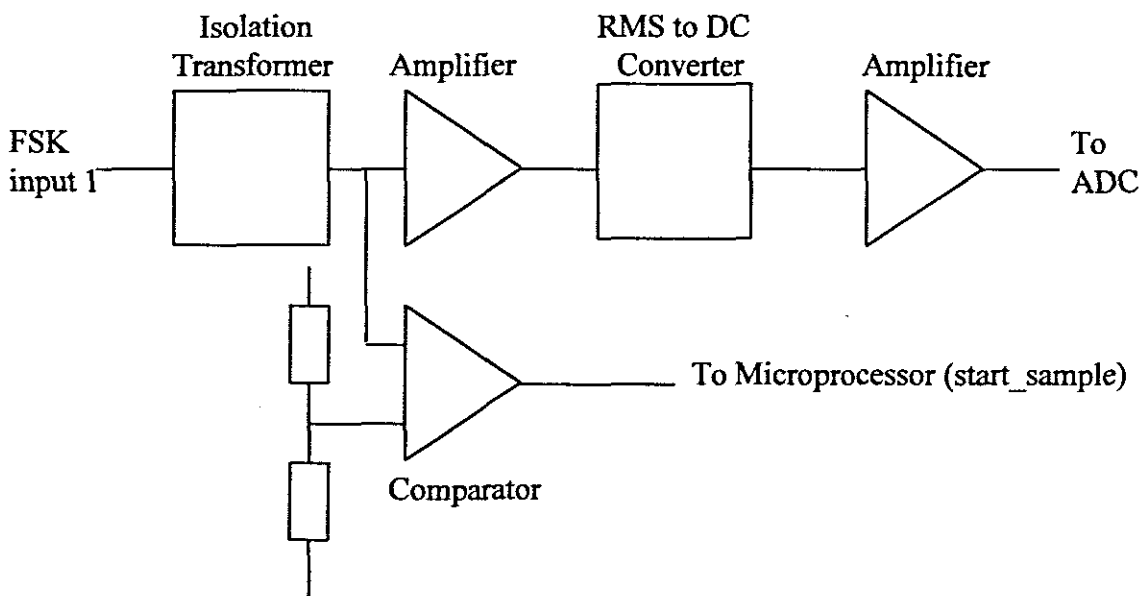 Isolation
Transformer
Amplifier
RMS to DC
Converter
Amplifier
FSK
input 1
To
ADC
To Microprocessor (start_sample)
Comparator